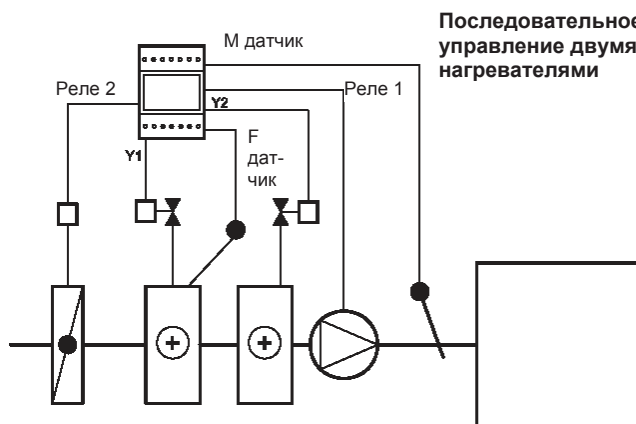 Последовательное
управление двумя
нагревателями
М датчик
Реле 2
Реле 1
Y2
Y1
F
дат-
чик